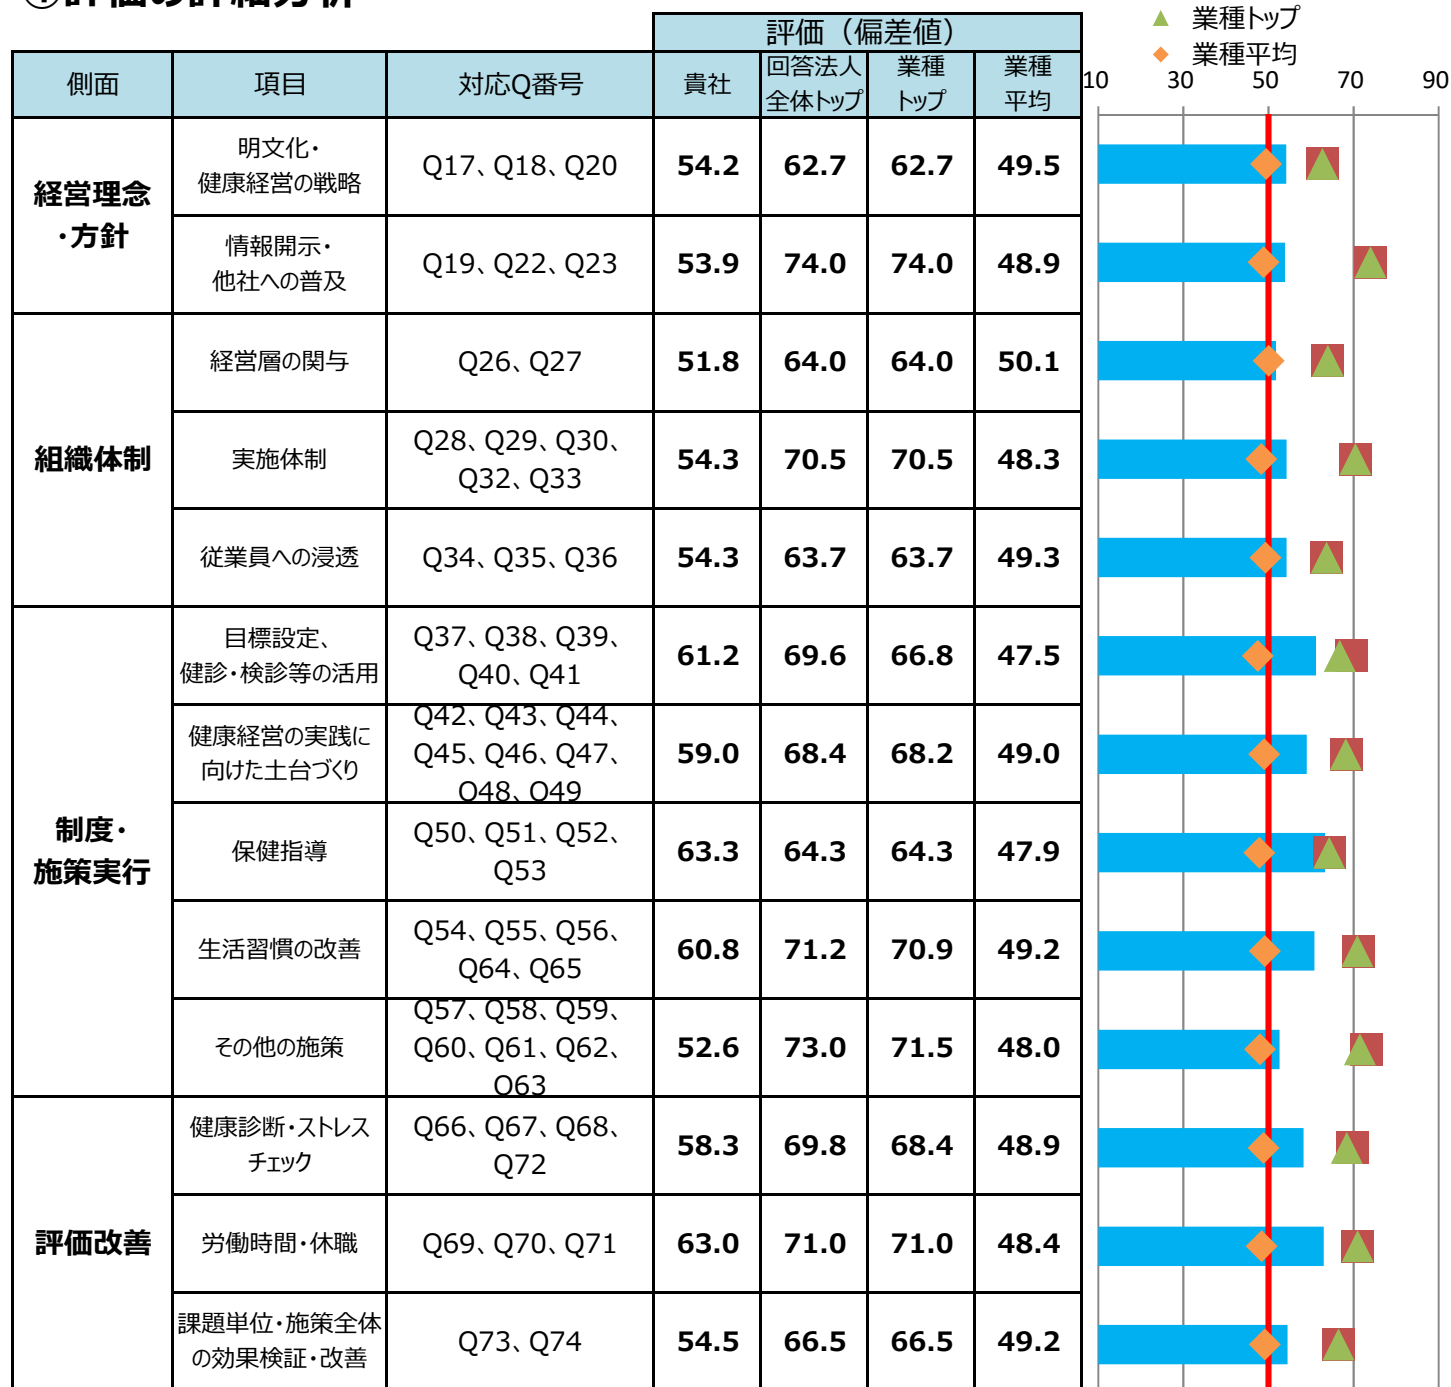 ①評価の詳細分析
▲ 業種トップ
◆ 業種平均
評価（偏差値）
側面 項目 対応Q番号 貴社 回答法人全体トップ 業種トップ 業種平均
10 30 50 70 90
経営理念
・方針
明文化・
健康経営の戦略
Q17、Q18、Q20
54.2 62.7 62.7 49.5
情報開示・
他社への普及
Q19、Q22、Q23
53.9 74.0 74.0 48.9
組織体制
経営層の関与
Q26、Q27
51.8 64.0 64.0 50.1
実施体制
Q28、Q29、Q30、
Q32、Q33
54.3 70.5 70.5 48.3
従業員への浸透
Q34、Q35、Q36
54.3 63.7 63.7 49.3
制度・
施策実行
目標設定、
健診・検診等の活用
Q37、Q38、Q39、
Q40、Q41
61.2 69.6 66.8 47.5
健康経営の実践に
向けた土台づくり
Q42、Q43、Q44、
Q45、Q46、Q47、
Q48、Q49
59.0 68.4 68.2 49.0
保健指導
Q50、Q51、Q52、
Q53
63.3 64.3 64.3 47.9
生活習慣の改善
Q54、Q55、Q56、
Q64、Q65
60.8 71.2 70.9 49.2
その他の施策
Q57、Q58、Q59、
Q60、Q61、Q62、
Q63
52.6 73.0 71.5 48.0
評価改善
健康診断・ストレス
チェック
Q66、Q67、Q68、
Q72
58.3 69.8 68.4 48.9
労働時間・休職
Q69、Q70、Q71
63.0 71.0 71.0 48.4
課題単位・施策全体
の効果検証・改善
Q73、Q74
54.5 66.5 66.5 49.2